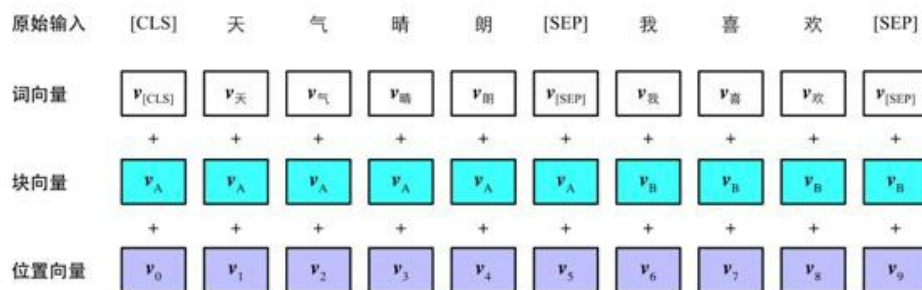 原始输入 [CLS] 天 气 晴 朗 [SEP] 我 喜 欢 [SEP]
词向量 v[CLS] v天 v气 v晴 v朗 v[SEP] v我 v喜 v欢 v[SEP]
+ + + + + + + + + +
块向量 vA vA vA vA vA vA vB vB vB vB
+ + + + + + + + + +
位置向量 v0 v1 v2 v3 v4 v5 v6 v7 v8 v9